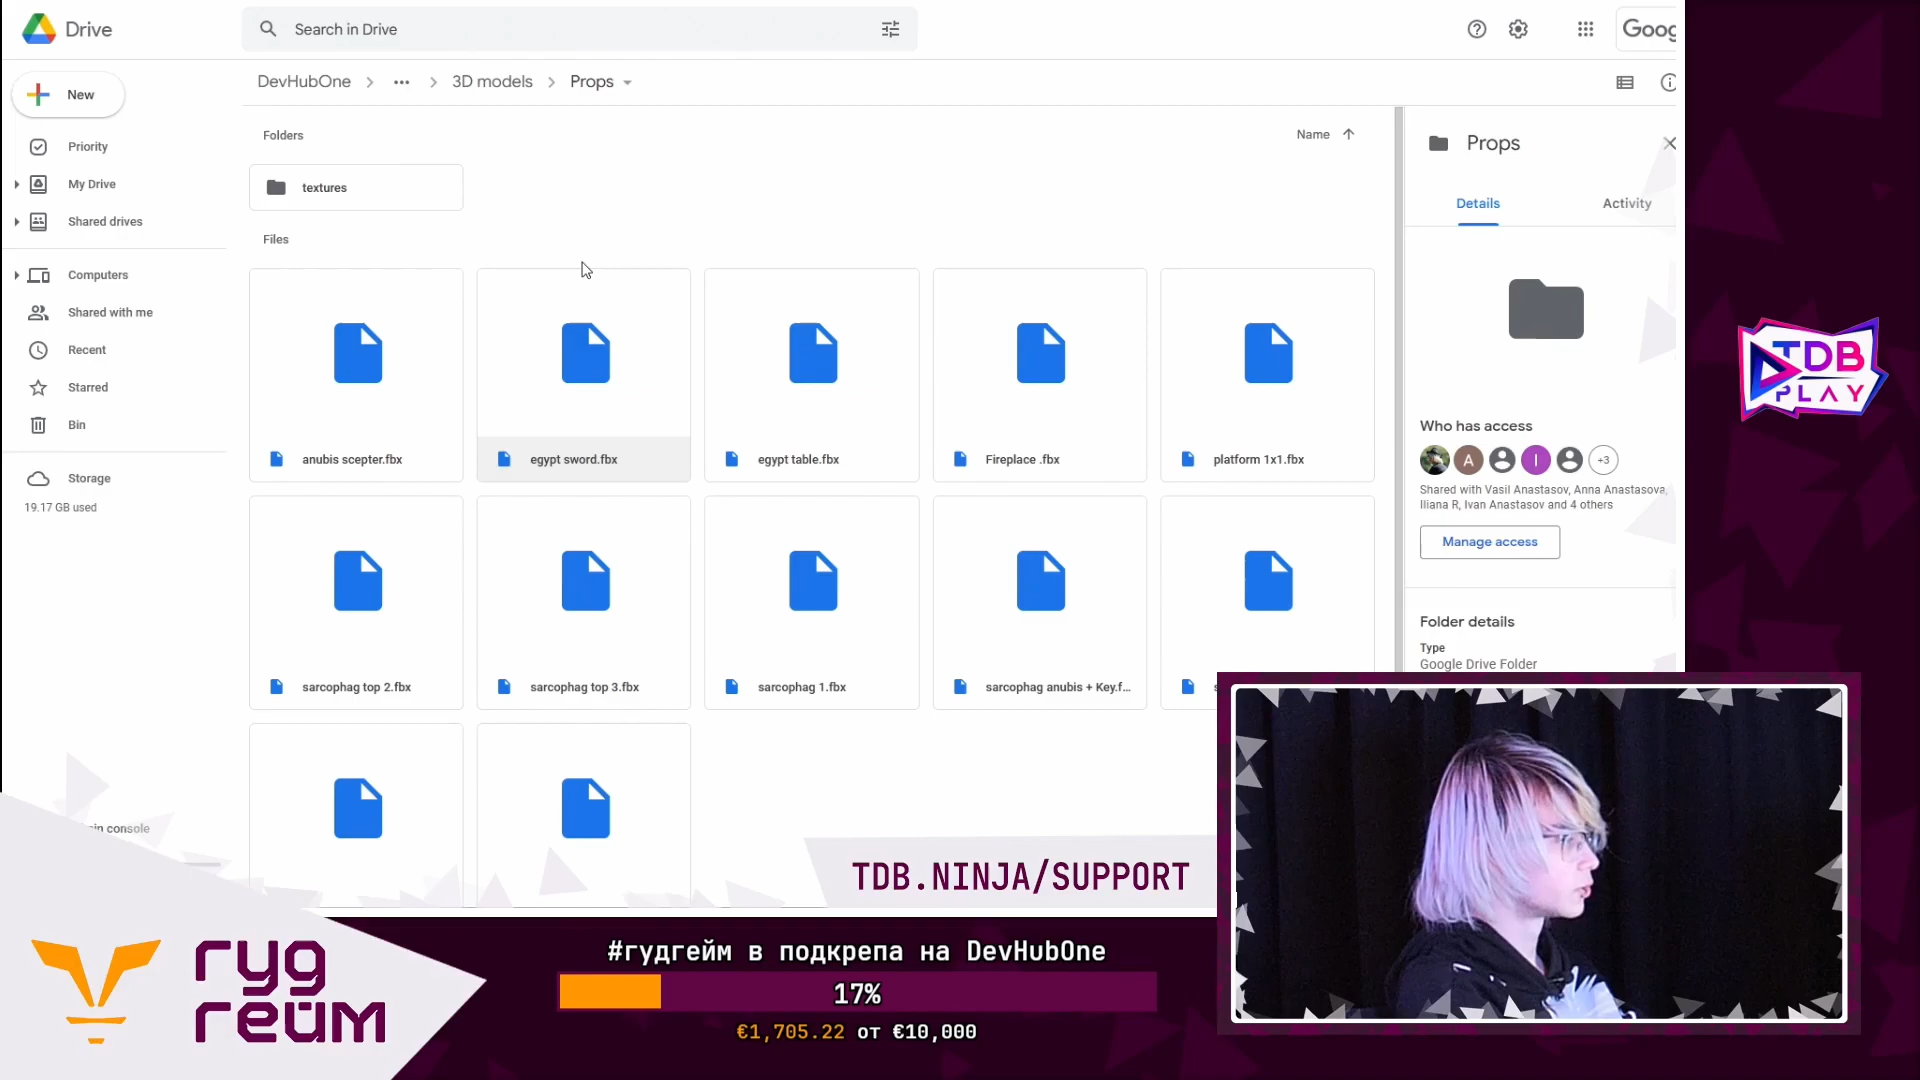 Drive
Search in Drive
Goog
New
DevHubOne
3D models
Props
Priority
My Drive
Shared drives
Computers
Shared with me
Recent
Starred
Bin
Storage
19.17 GB used
Folders
Name
textures
Files
anubis scepter.fbx
egypt sword.fbx
egypt table.fbx
Fireplace .fbx
platform 1x1.fbx
sarcophag top 2.fbx
sarcophag top 3.fbx
sarcophag 1.fbx
sarcophag anubis + Key.f...
Props
Details
Activity
Who has access
A
I
+3
Shared with Vasil Anastasov, Anna Anastasova,
Iliana R, Ivan Anastasov and 4 others
Manage access
Folder details
Type
Google Drive Folder
console
TDB PLAY
TDB.NINJA/SUPPORT
гуд
гейм
#гудгейм в подкрепа на DevHubOne
17%
€1,705.22 от €10,000